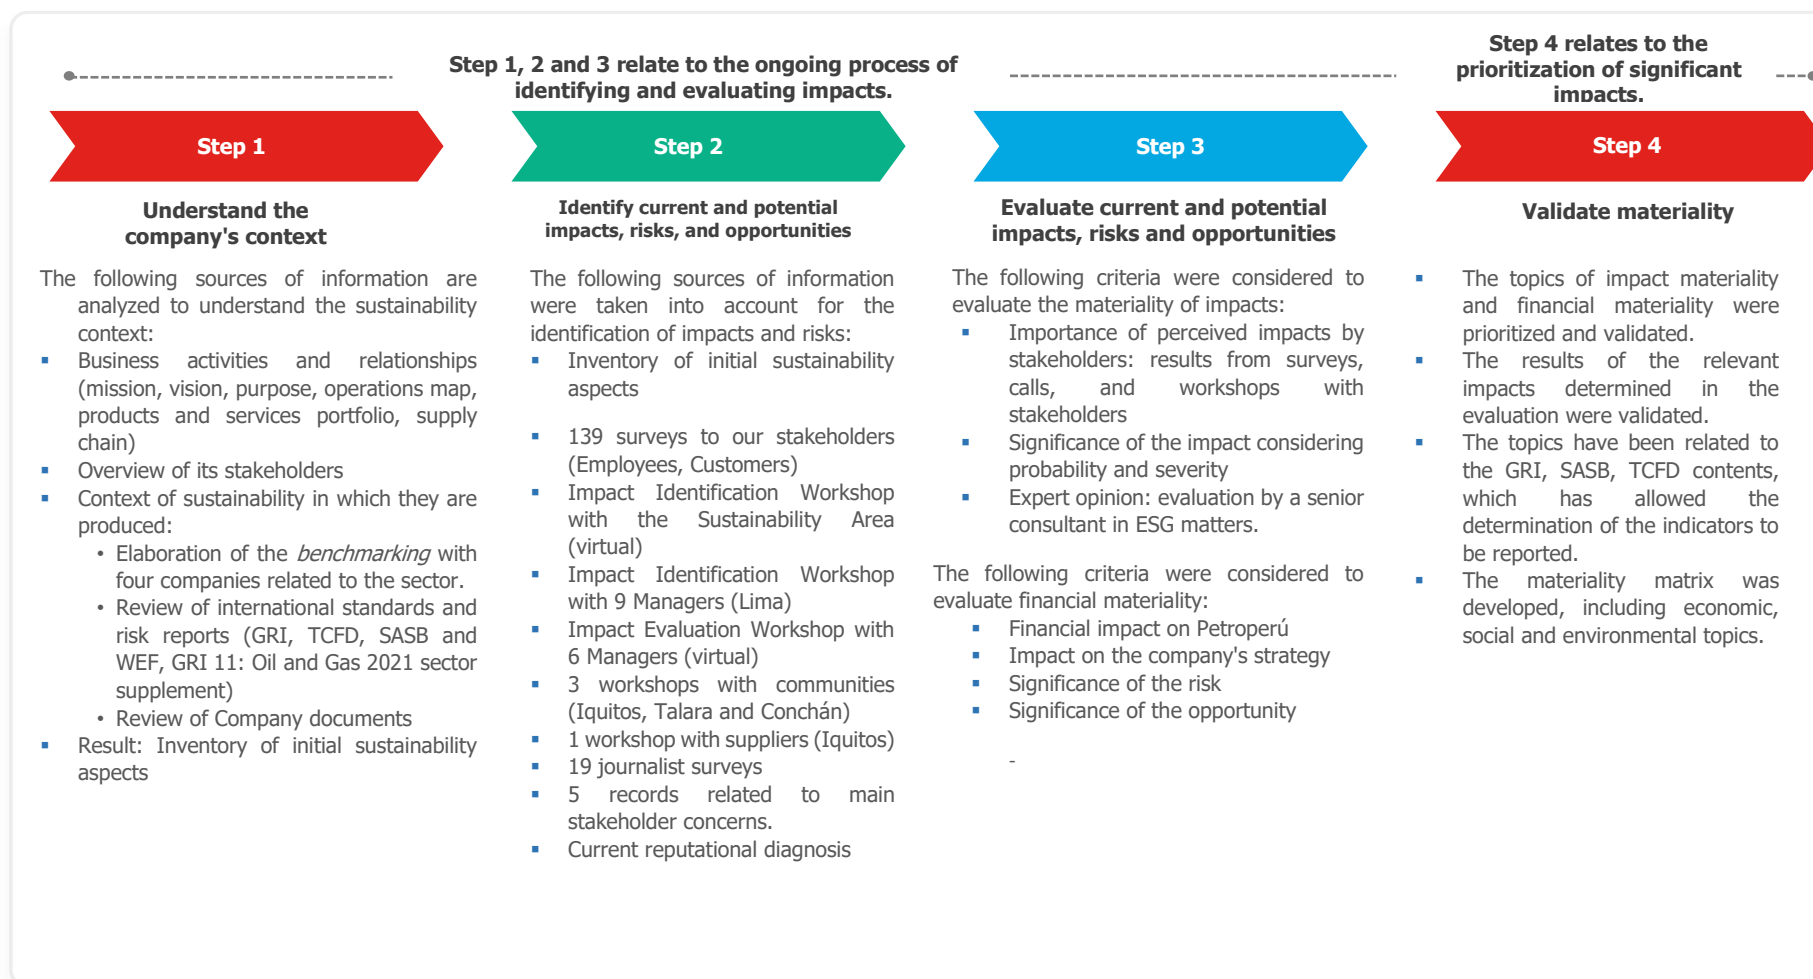 Step 1, 2 and 3 relate to the ongoing process of
identifying and evaluating impacts.
Step 4 relates to the
prioritization of significant
impacts.
Step 1
Understand the
company's context
The following sources of information are
analyzed to understand the sustainability
context:
▪ Business activities and relationships
(mission, vision, purpose, operations map,
products and services portfolio, supply
chain)
▪ Overview of its stakeholders
▪ Context of sustainability in which they are
produced:
• Elaboration of the benchmarking with
four companies related to the sector.
• Review of international standards and
risk reports (GRI, TCFD, SASB and
WEF, GRI 11: Oil and Gas 2021 sector
supplement)
• Review of Company documents
▪ Result: Inventory of initial sustainability
aspects
Step 2
Identify current and potential
impacts, risks, and opportunities
The following sources of information
were taken into account for the
identification of impacts and risks:
▪ Inventory of initial sustainability
aspects
▪ 139 surveys to our stakeholders
(Employees, Customers)
▪ Impact Identification Workshop
with the Sustainability Area
(virtual)
▪ Impact Identification Workshop
with 9 Managers (Lima)
▪ Impact Evaluation Workshop with
6 Managers (virtual)
▪ 3 workshops with communities
(Iquitos, Talara and Conchán)
▪ 1 workshop with suppliers (Iquitos)
▪ 19 journalist surveys
▪ 5 records related to main
stakeholder concerns.
▪ Current reputational diagnosis
Step 3
Evaluate current and potential
impacts, risks and opportunities
The following criteria were considered to
evaluate the materiality of impacts:
▪ Importance of perceived impacts by
stakeholders: results from surveys,
calls, and workshops with
stakeholders
▪ Significance of the impact considering
probability and severity
▪ Expert opinion: evaluation by a senior
consultant in ESG matters.
The following criteria were considered to
evaluate financial materiality:
▪ Financial impact on Petroperú
▪ Impact on the company's strategy
▪ Significance of the risk
▪ Significance of the opportunity
-
Step 4
Validate materiality
▪ The topics of impact materiality
and financial materiality were
prioritized and validated.
▪ The results of the relevant
impacts determined in the
evaluation were validated.
▪ The topics have been related to
the GRI, SASB, TCFD contents,
which has allowed the
determination of the indicators to
be reported.
▪ The materiality matrix was
developed, including economic,
social and environmental topics.